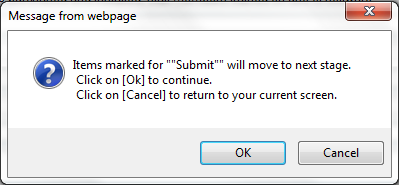 Message from webpage
Items marked for ""Submit"" will move to next stage.
Click on [Ok] to continue.
Click on [Cancel] to return to your current screen.
OK
Cancel